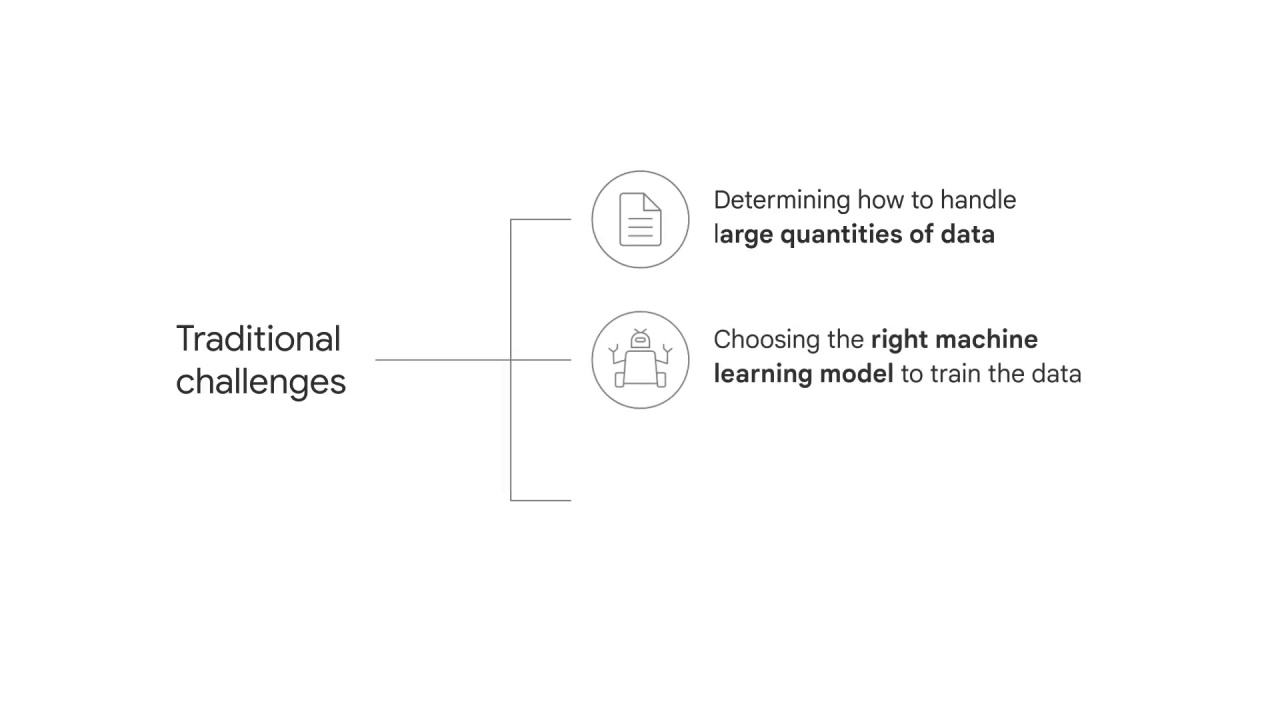 Traditional
challenges
Determining how to handle
large quantities of data
Choosing the right machine
learning model to train the data